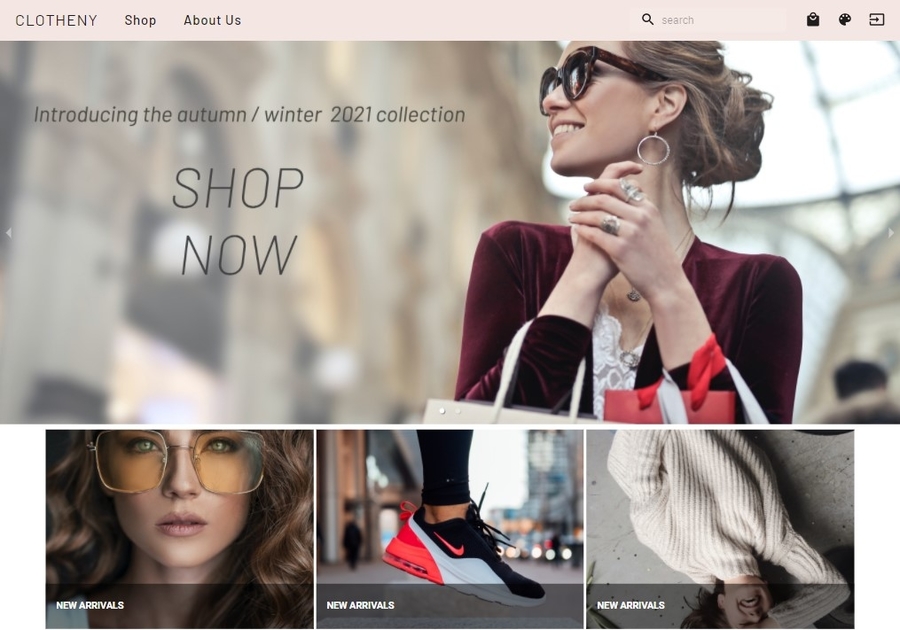 CLOTHENY Shop About Us search
Introducing the autumn / winter 2021 collection
SHOP
NOW
NEW ARRIVALS NEW ARRIVALS NEW ARRIVALS